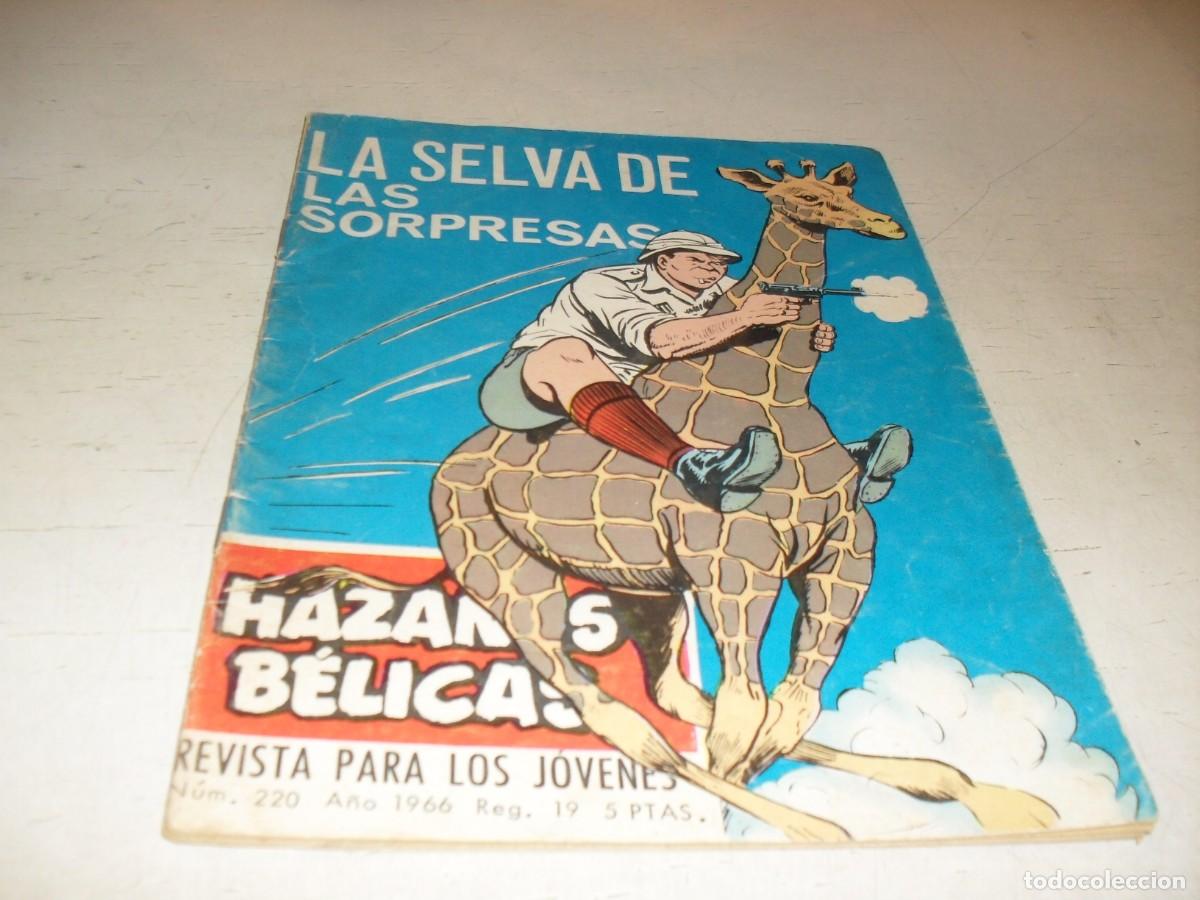 LA SELVA DE
LAS
SORPRESAS
HAZAÑAS
BÉLICAS
REVISTA PARA LOS JÓVENES
Núm. 220 Año 1966 Reg. 19 5 PTAS.
todocoleccion